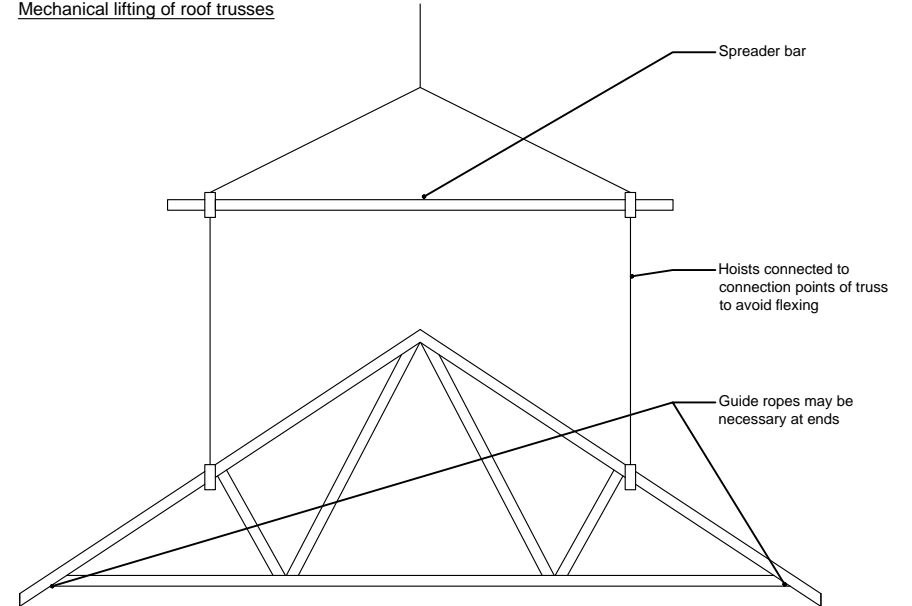 Mechanical lifting of roof trusses
Spreader bar
Hoists connected to
connection points of truss
to avoid flexing
Guide ropes may be
necessary at ends